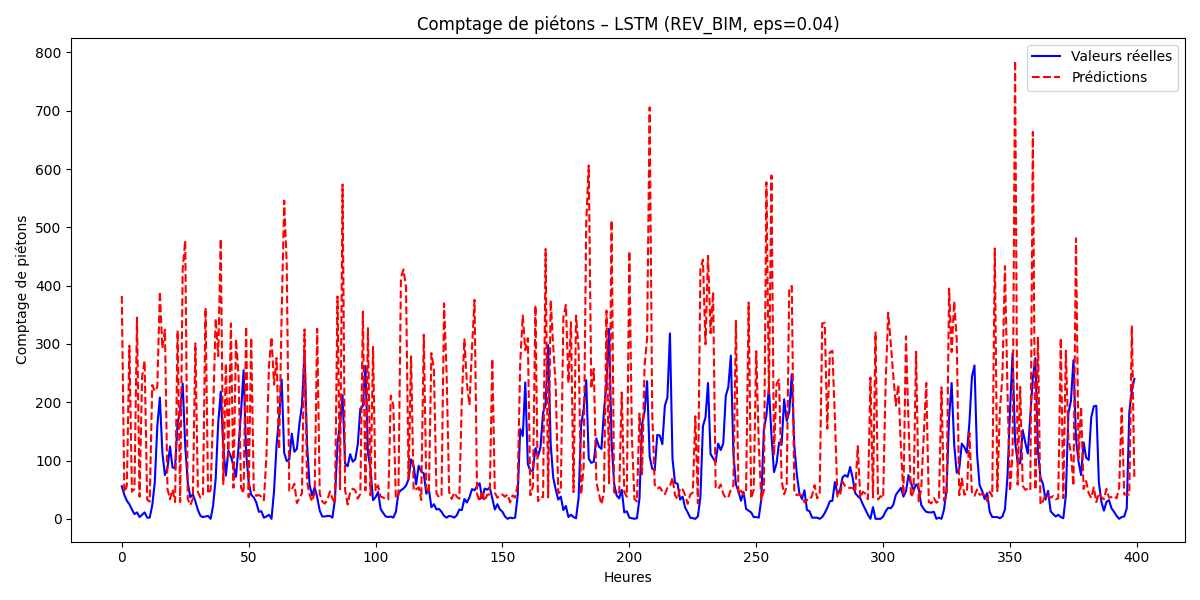 Comptage de piétons – LSTM (REV_BIM, eps=0.04)
Valeurs réelles
Prédictions
Comptage de piétons
800
700
600
500
400
300
200
100
0
0 50 100 150 200 250 300 350 400
Heures